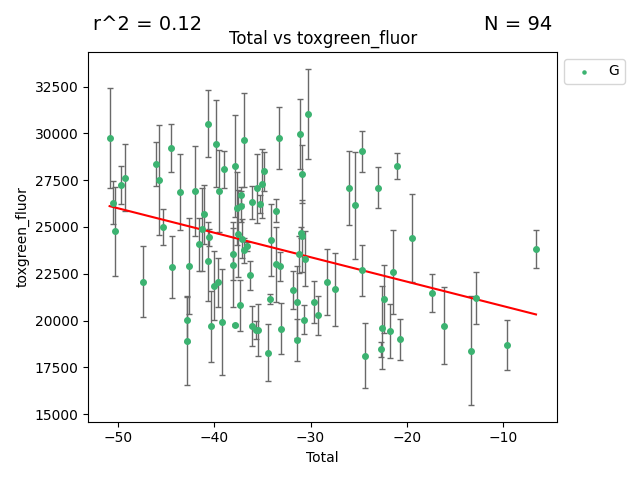 r^2 = 0.12
N = 94
Total vs toxgreen_fluor
G
32500
30000
27500
25000
22500
20000
17500
15000
toxgreen_fluor
−50
−40
−30
−20
−10
Total